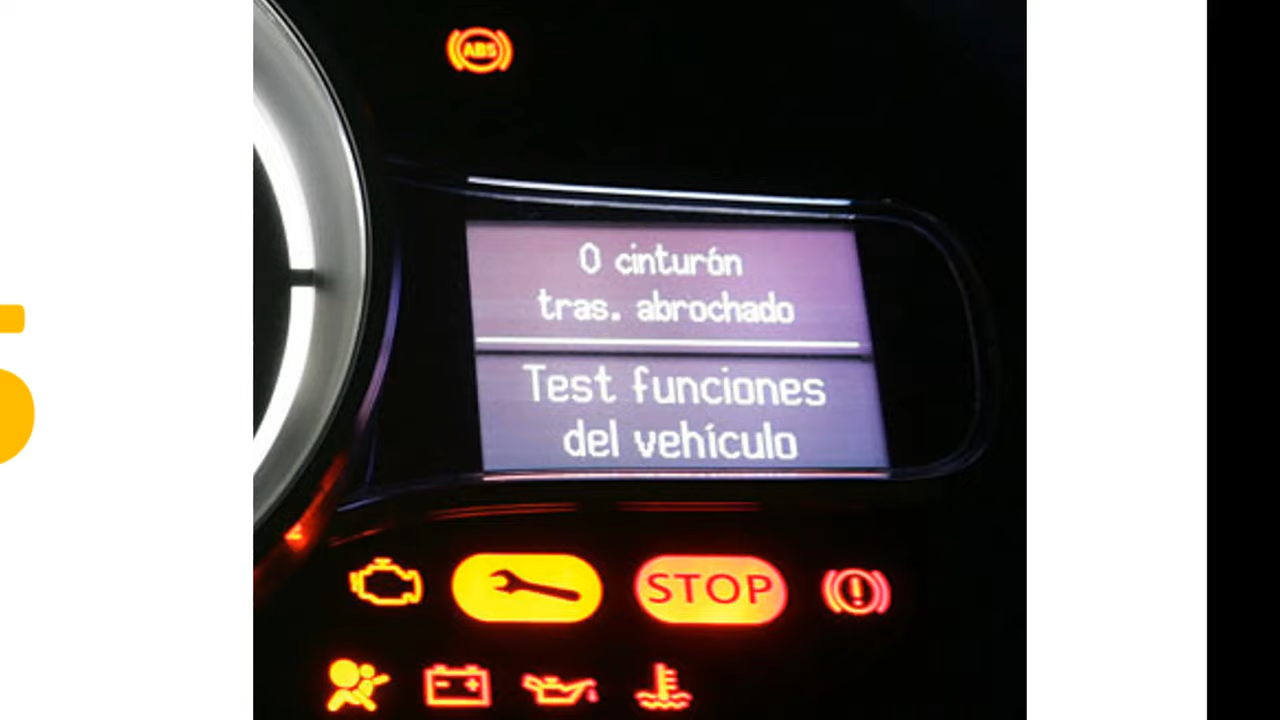 ABS
0 cinturón
tras. abrochado
Test funciones
del vehículo
STOP